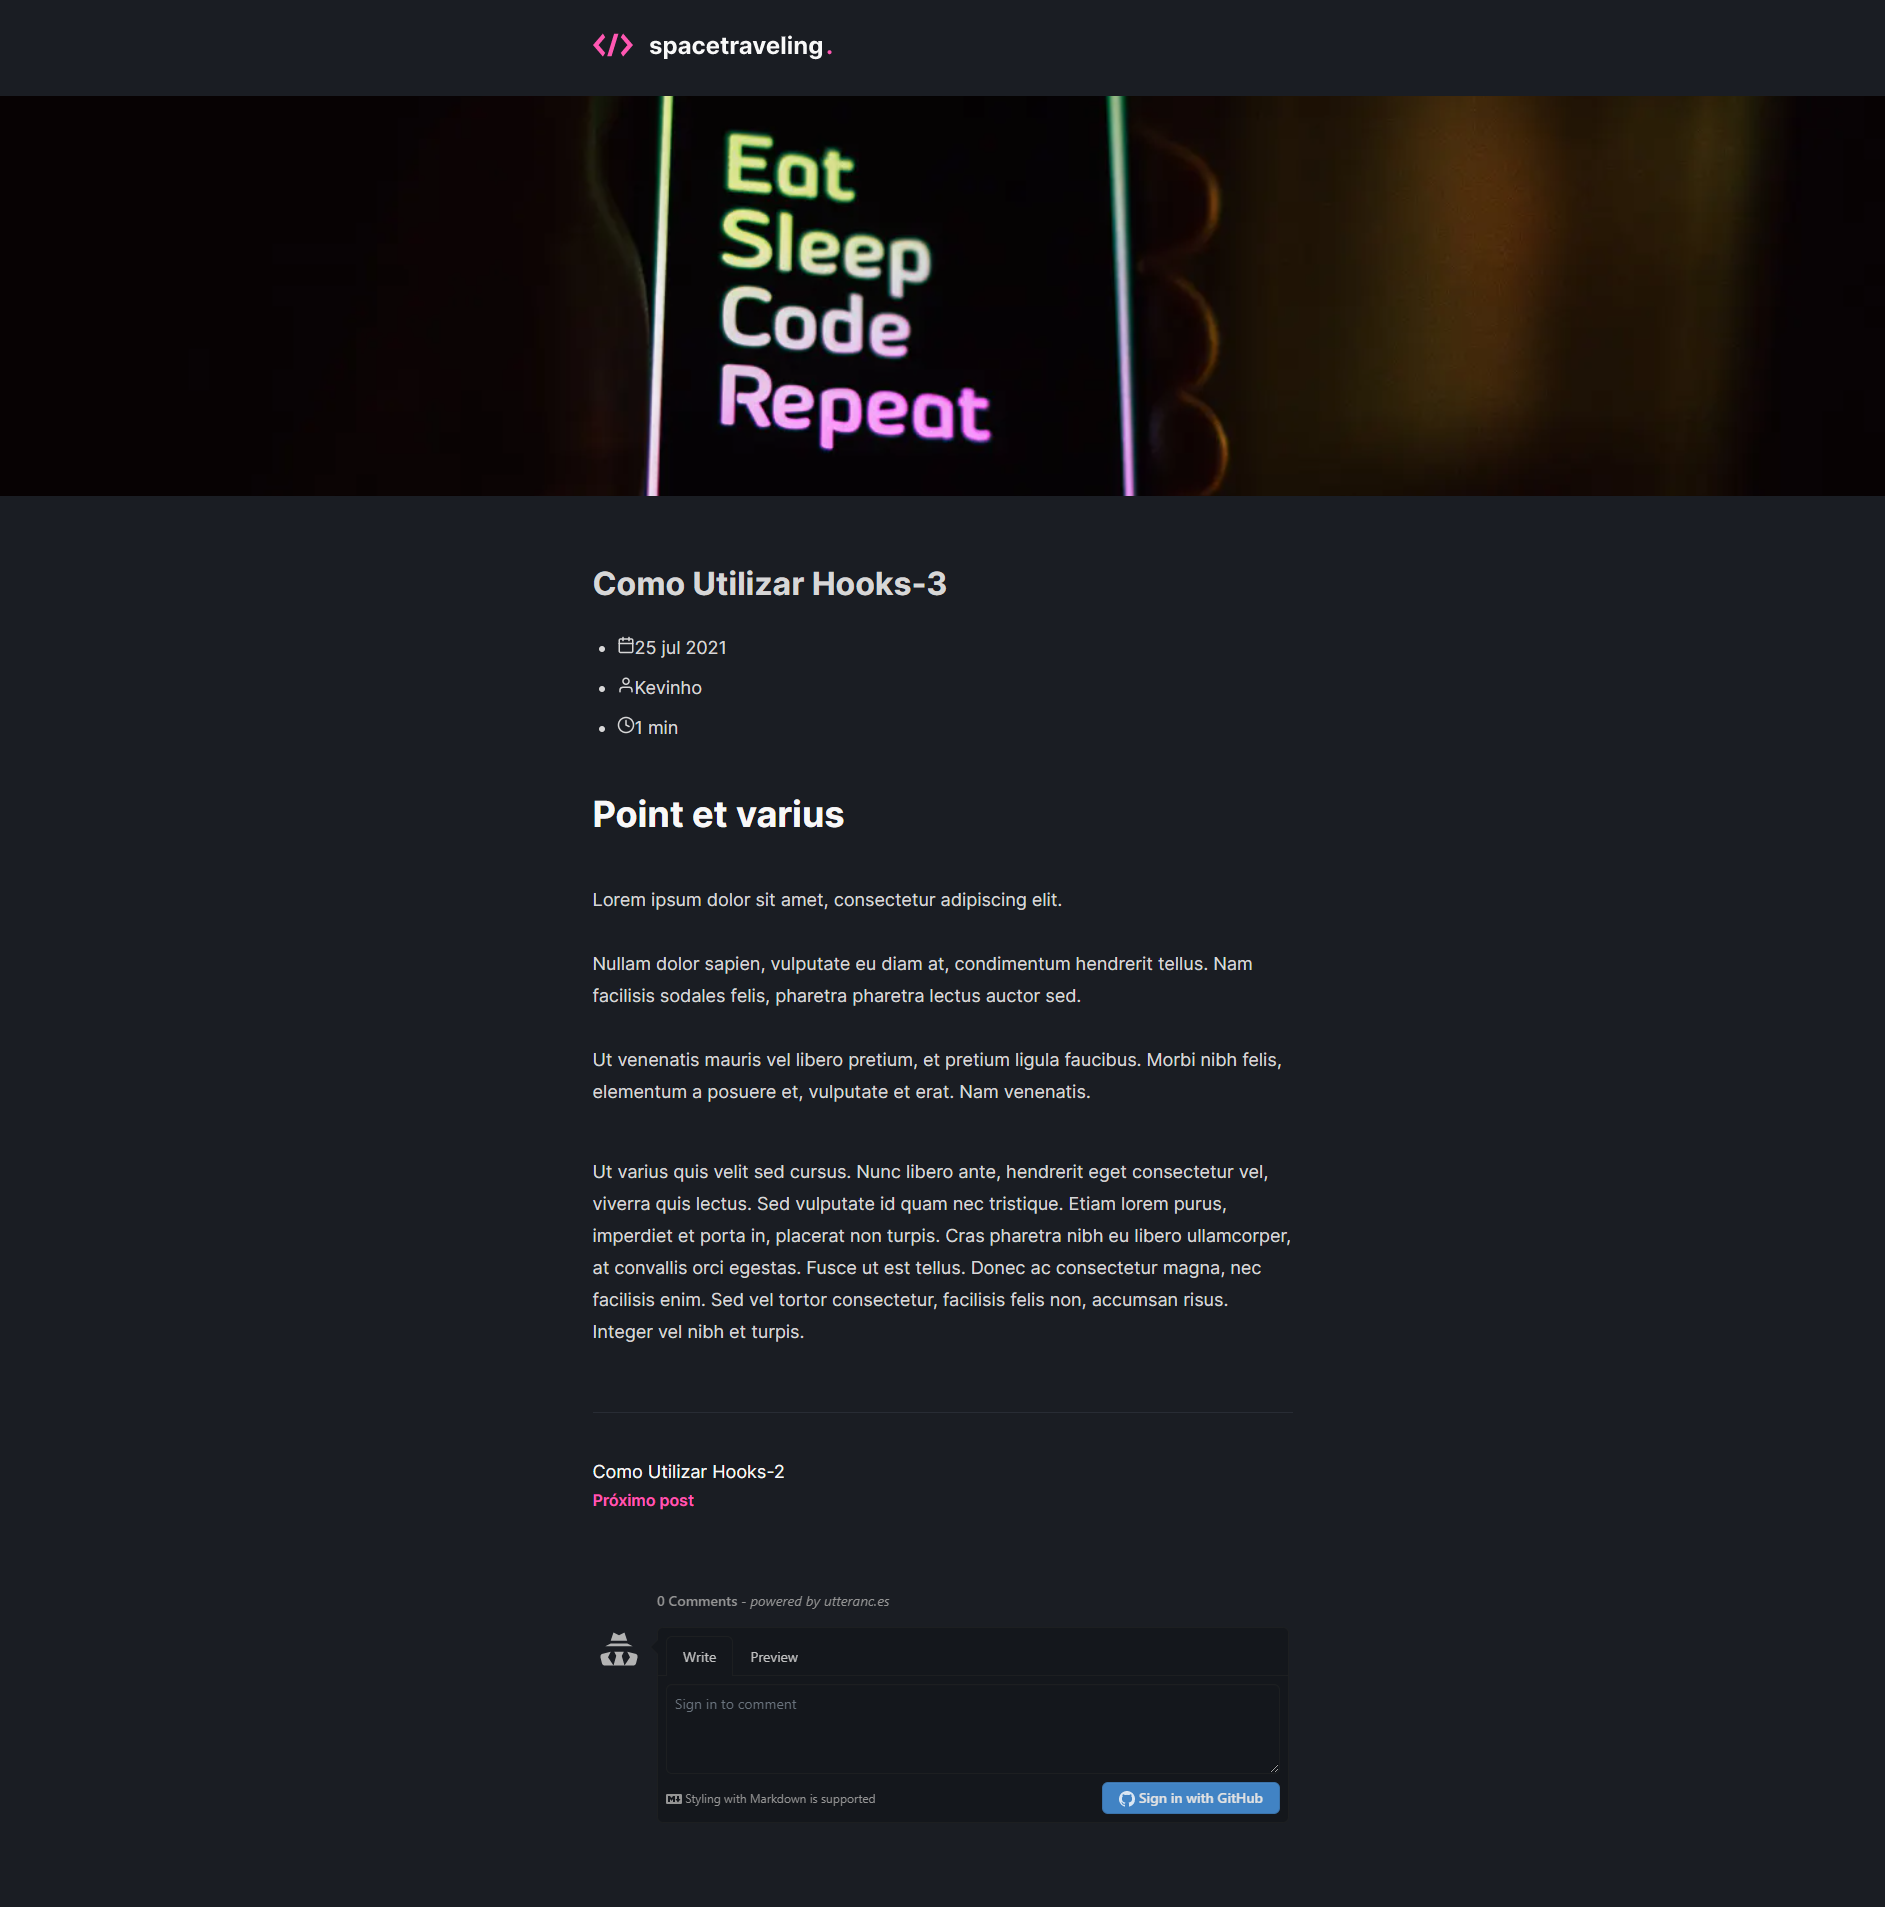 spacetraveling.
Eat
Sleep
Code
Repeat
Como Utilizar Hooks-3
25 jul 2021
Kevinho
1 min
Point et varius
Lorem ipsum dolor sit amet, consectetur adipiscing elit.
Nullam dolor sapien, vulputate eu diam at, condimentum hendrerit tellus. Nam
facilisis sodales felis, pharetra pharetra lectus auctor sed.
Ut venenatis mauris vel libero pretium, et pretium ligula faucibus. Morbi nibh felis,
elementum a posuere et, vulputate et erat. Nam venenatis.
Ut varius quis velit sed cursus. Nunc libero ante, hendrerit eget consectetur vel,
viverra quis lectus. Sed vulputate id quam nec tristique. Etiam lorem purus,
imperdiet et porta in, placerat non turpis. Cras pharetra nibh eu libero ullamcorper,
at convallis orci egestas. Fusce ut est tellus. Donec ac consectetur magna, nec
facilisis enim. Sed vel tortor consectetur, facilisis felis non, accumsan risus.
Integer vel nibh et turpis.
Como Utilizar Hooks-2
Próximo post
0 Comments - powered by utteranc.es
Write Preview
Sign in to comment
Styling with Markdown is supported Sign in with GitHub